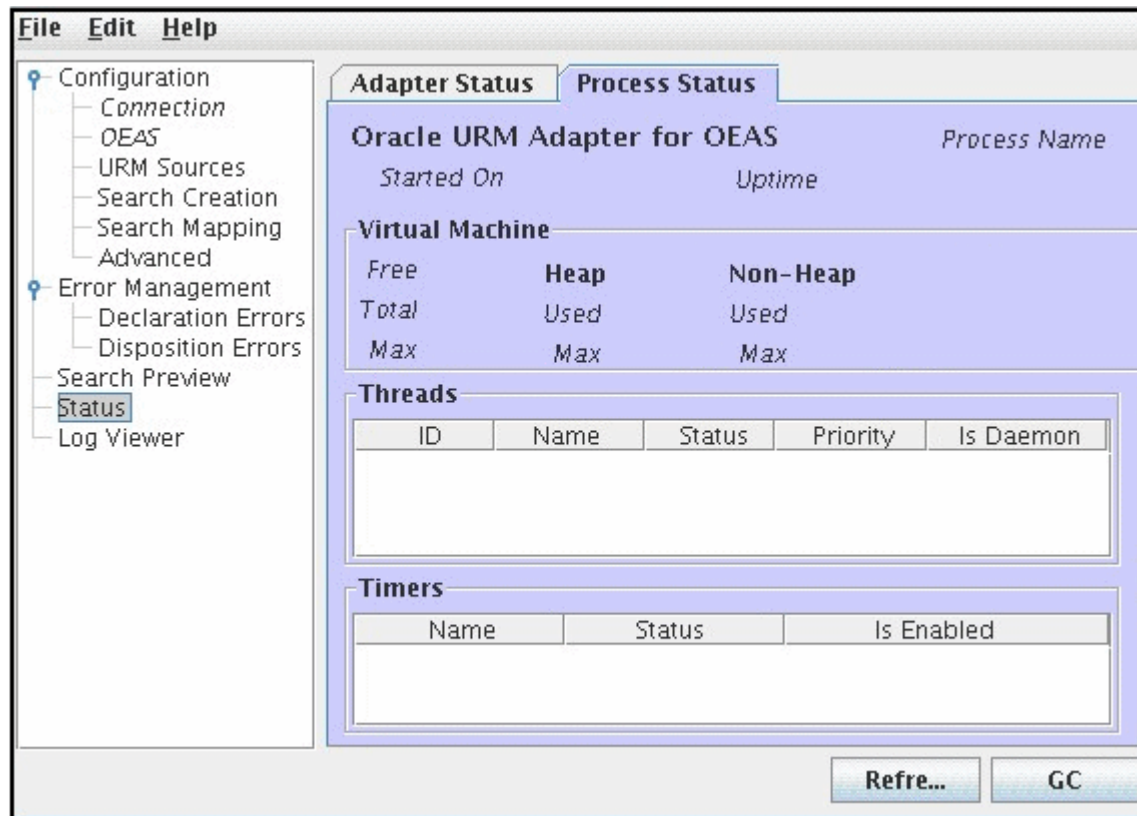 File Edit Help
Configuration
Connection
OEAS
URM Sources
Search Creation
Search Mapping
Advanced
Error Management
Declaration Errors
Disposition Errors
Search Preview
Status
Log Viewer
Adapter Status Process Status
Oracle URM Adapter for OEAS Process Name
Started On Uptime
Virtual Machine
Free Heap Non-Heap
Total Used Used
Max Max Max
Threads
ID Name Status Priority Is Daemon
Timers
Name Status Is Enabled
Refre... GC